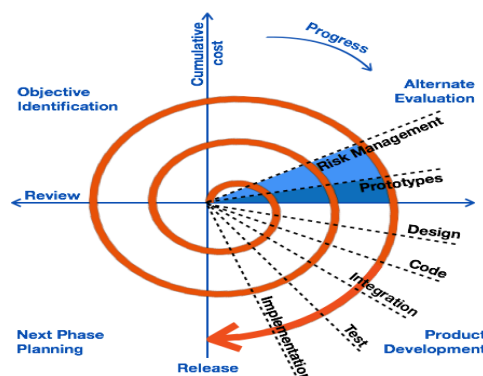 Cumulative
cost
Progress
Objective
Identification
Alternate
Evaluation
Risk Management
Prototypes
Review
Design
Code
Integration
Test
Implementation
Next Phase
Planning
Product
Development
Release